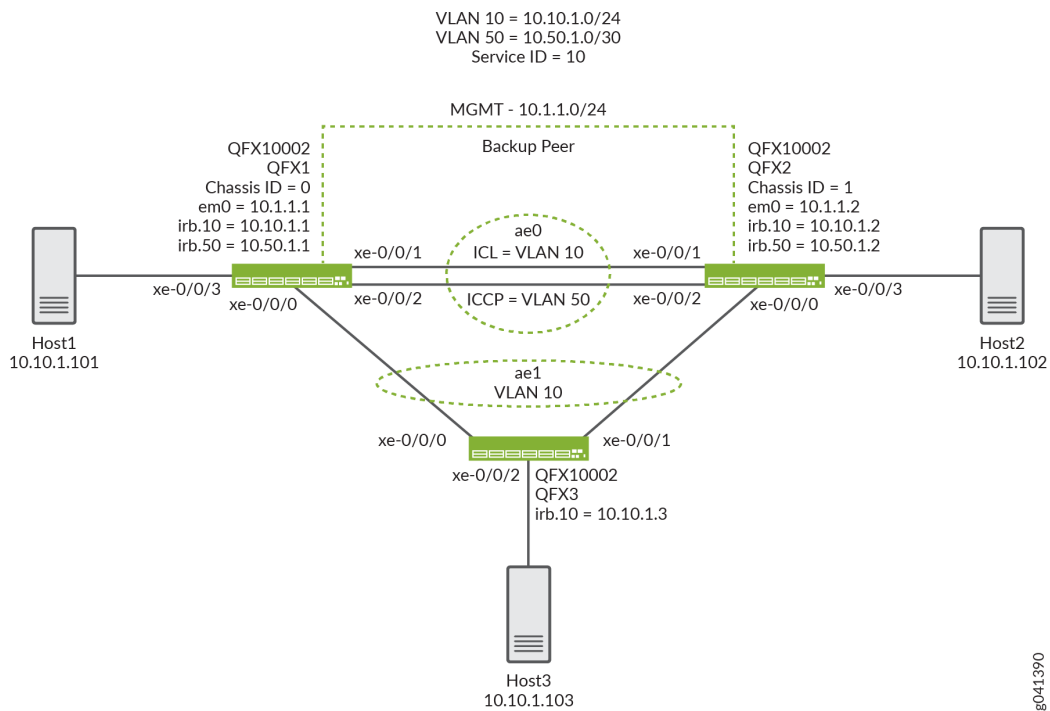 VLAN 10 = 10.10.1.0/24
VLAN 50 = 10.50.1.0/30
Service ID = 10
MGMT - 10.1.1.0/24
Backup Peer
QFX10002
QFX1
Chassis ID = 0
em0 = 10.1.1.1
irb.10 = 10.10.1.1
irb.50 = 10.50.1.1
QFX10002
QFX2
Chassis ID = 1
em0 = 10.1.1.2
irb.10 = 10.10.1.2
irb.50 = 10.50.1.2
ae0
ICL = VLAN 10
ICCP = VLAN 50
xe-0/0/1
xe-0/0/1
xe-0/0/2
xe-0/0/2
xe-0/0/3
xe-0/0/0
xe-0/0/0
xe-0/0/3
Host1
10.10.1.101
Host2
10.10.1.102
ae1
VLAN 10
xe-0/0/0
xe-0/0/1
xe-0/0/2
QFX10002
QFX3
irb.10 = 10.10.1.3
Host3
10.10.1.103
g041390